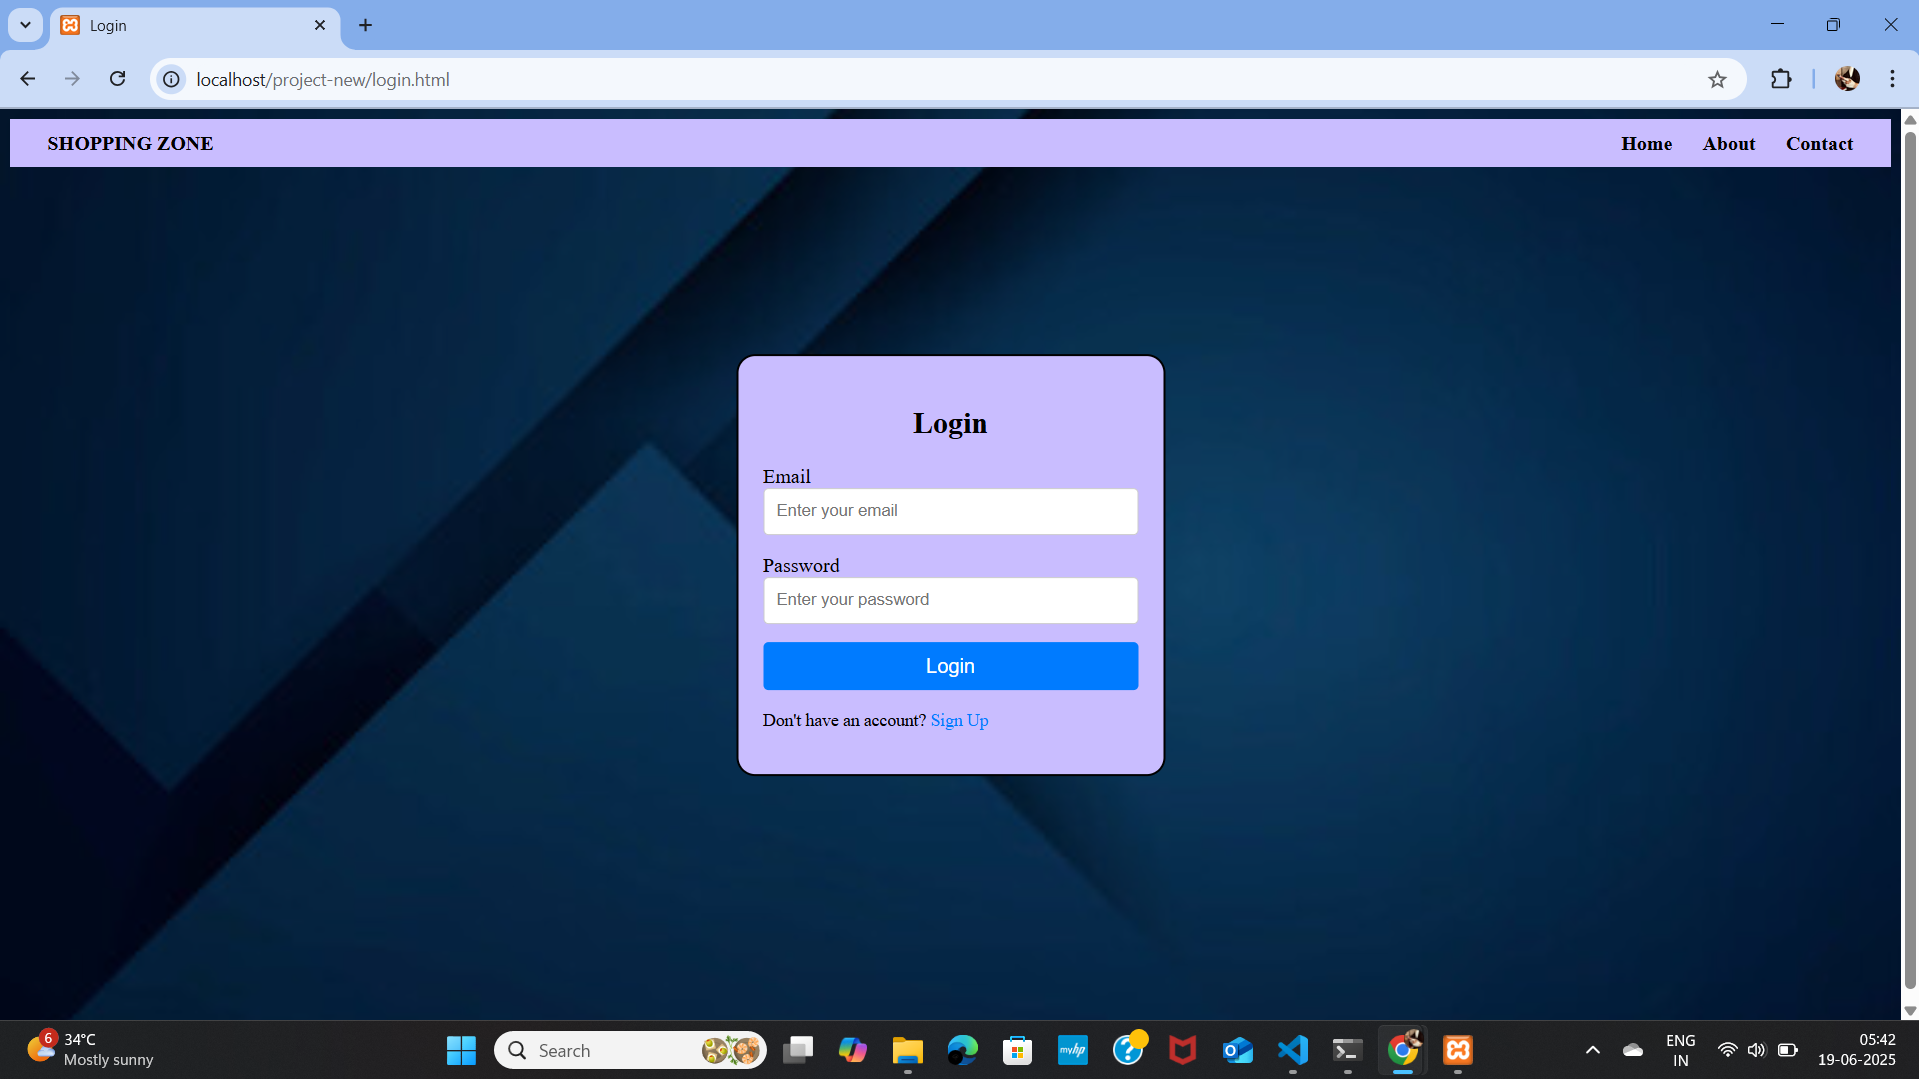 Login
localhost/project-new/login.html
SHOPPING ZONE
Home About Contact
Login
Email
Enter your email
Password
Enter your password
Login
Don't have an account? Sign Up
6
34°C
Mostly sunny
Search
myhp
ENG
IN
05:42
19-06-2025